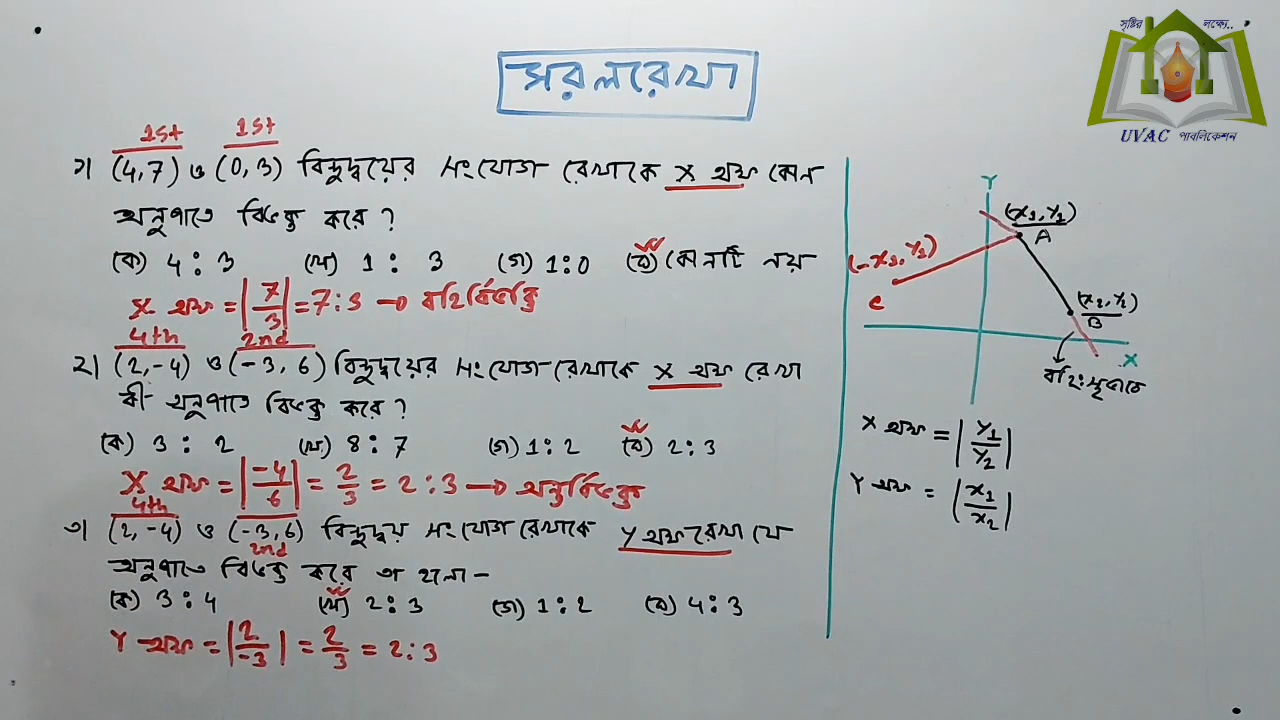 সৃষ্টির লক্ষ্যে..
UVAC পাবলিকেশন
সরলরেখা
1st 1st
১। (4,7) ও (0,3) বিন্দুদ্বয়ের সংযোজ রেখাকে X অক্ষ কোন
অনুপাতে বিভক্ত করে ?
(ক) 4 : 3 (খ) 1 : 3 (গ) 1:0 (ঘ) কোনটি নয়
X অক্ষ = |7/3| = 7:3 → বহির্বিভক্তি
4th 2nd
২। (2,-4) ও (-3,6) বিন্দুদ্বয়ের সংযোজ রেখাকে X অক্ষ রেখা
কী অনুপাতে বিভক্ত করে ?
(ক) 3 : 2 (খ) 8 : 7 (গ) 1 : 2 (ঘ) 2 : 3
X অক্ষ = |-4/6| = 2/3 = 2:3 → অন্তর্বিভক্ত
4th
৩। (2,-4) ও (-3,6) বিন্দুদ্বয় সংযোজ রেখাকে Y অক্ষ রেখা যে
2nd
অনুপাতে বিভক্ত করে তা হলো -
(ক) 3 : 4 (খ) 2 : 3 (গ) 1 : 2 (ঘ) 4 : 3
Y অক্ষ = |2/-3| = 2/3 = 2:3
Y
(x₁,y₁)
A
(-x₁,y₁)
C
(x₂,y₂)
B
X
X অক্ষ = |y₁/y₂|
Y অক্ষ = |x₁/x₂|